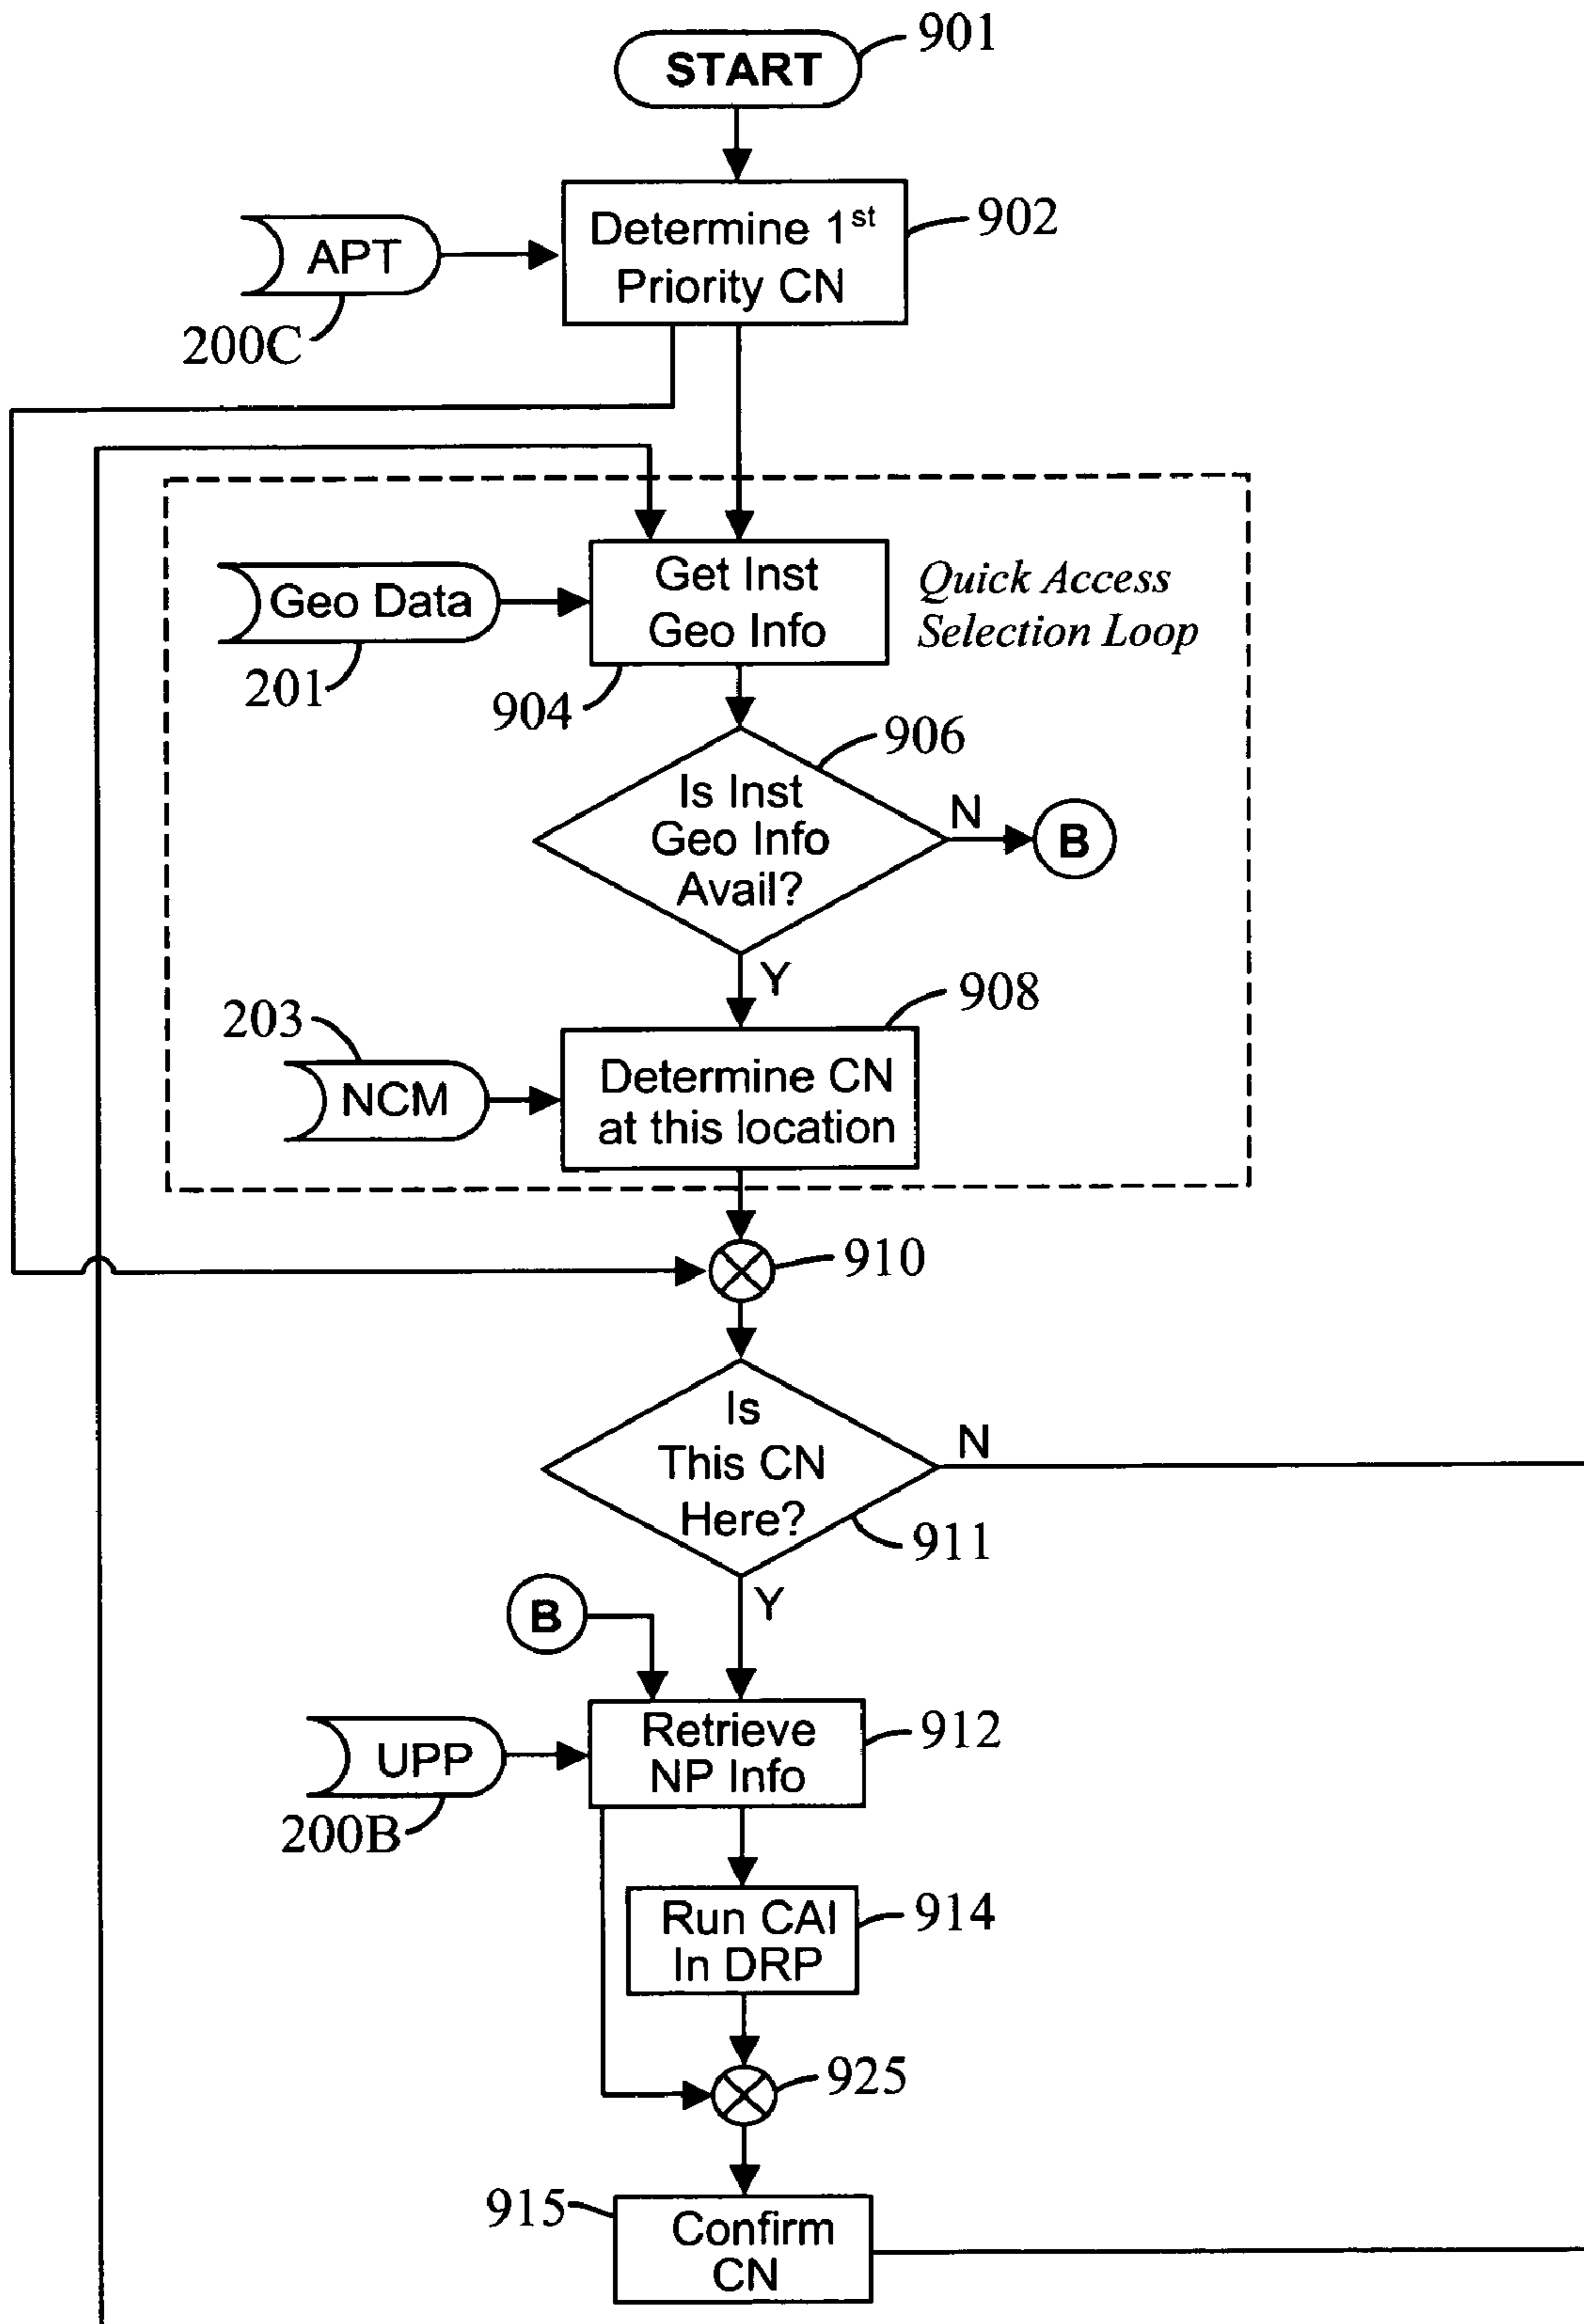 START
901
Determine 1st
Priority CN
902
APT
200C
Get Inst
Geo Info
Quick Access
Selection Loop
Geo Data
201
904
906
Is Inst
Geo Info
Avail?
N
B
Y
908
203
NCM
Determine CN
at this location
910
Is
This CN
Here?
N
911
B
Y
Retrieve
NP Info
912
UPP
200B
Run CAI
In DRP
914
925
915
Confirm
CN